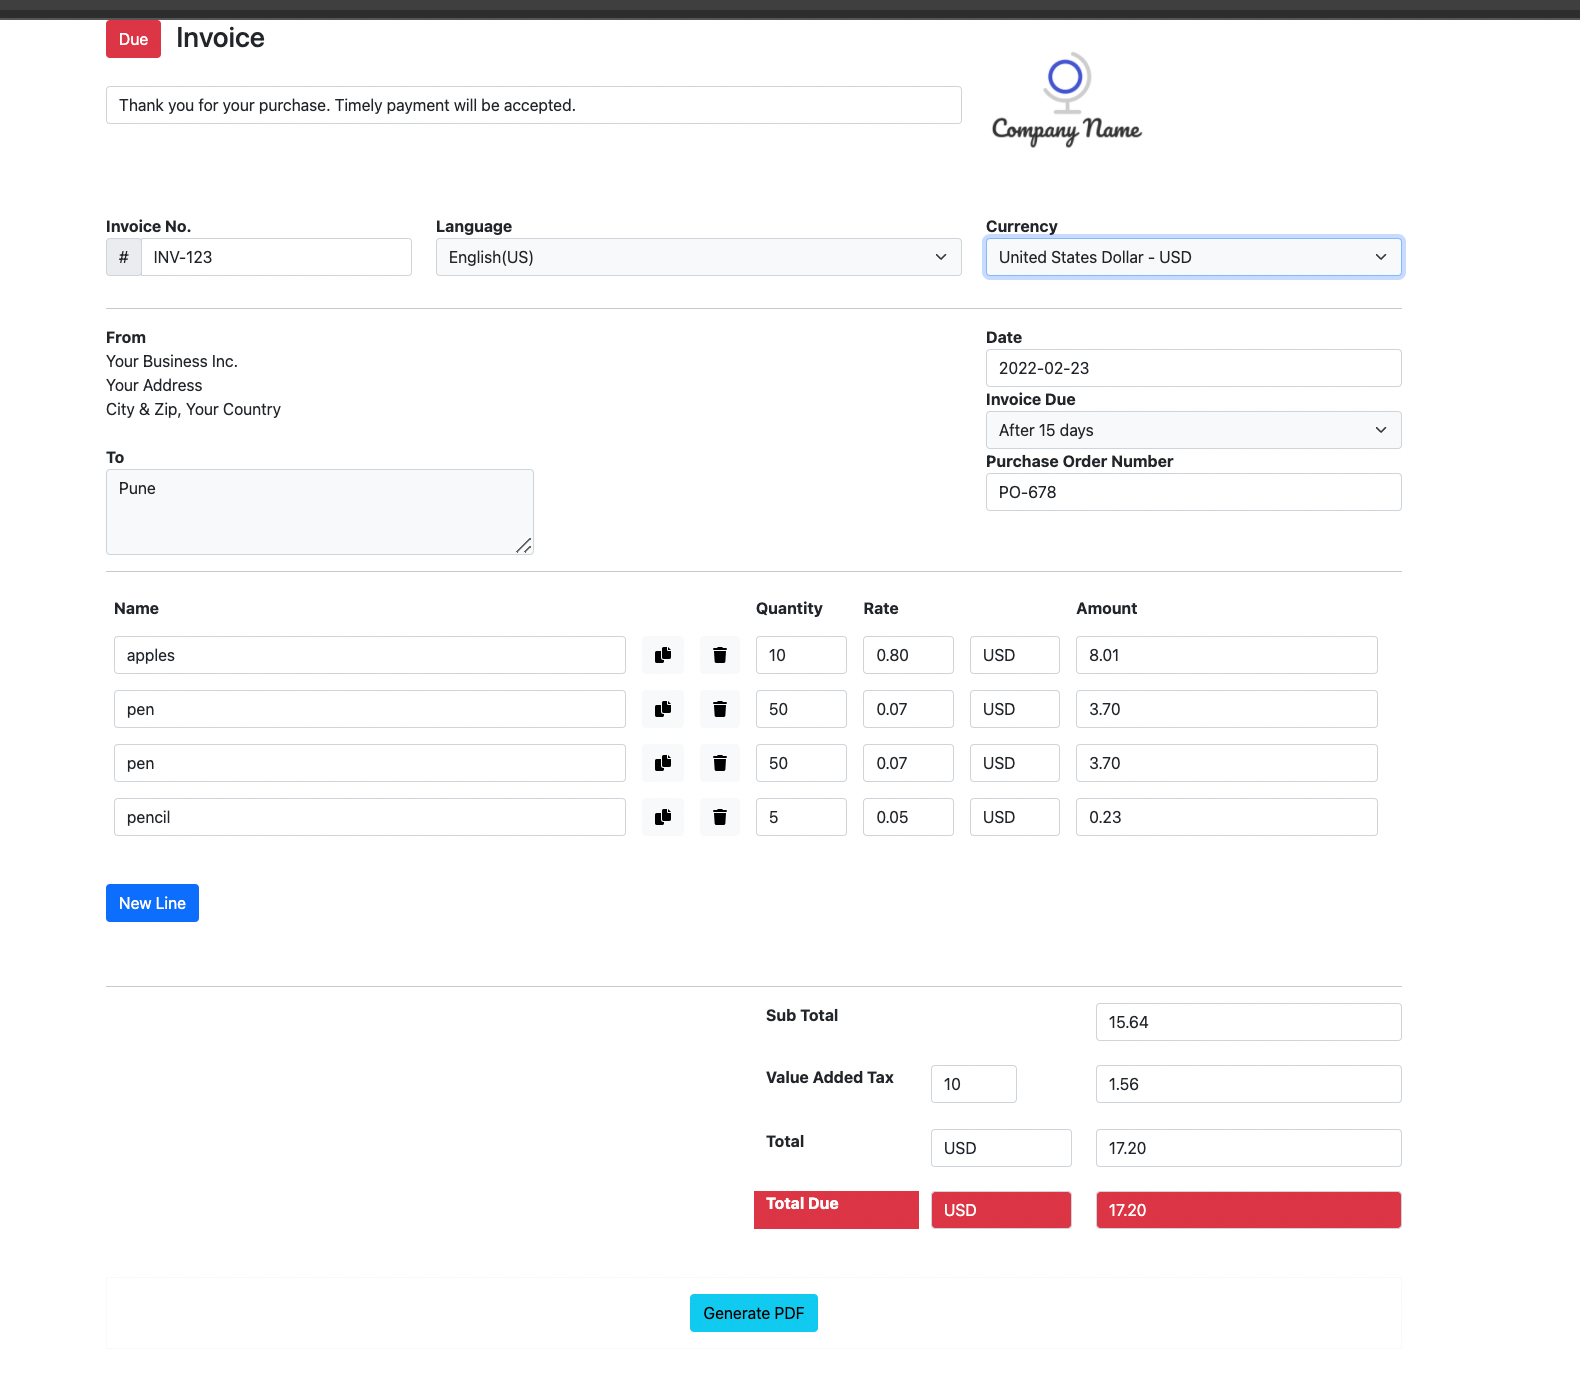 Due Invoice
Company Name
Thank you for your purchase. Timely payment will be accepted.
Invoice No. Language Currency
# INV-123 English(US) United States Dollar - USD
From
Your Business Inc.
Your Address
City & Zip, Your Country
Date
2022-02-23
Invoice Due
After 15 days
Purchase Order Number
PO-678
To
Pune
Name Quantity Rate Amount
apples 10 0.80 USD 8.01
pen 50 0.07 USD 3.70
pen 50 0.07 USD 3.70
pencil 5 0.05 USD 0.23
New Line
Sub Total 15.64
Value Added Tax 10 1.56
Total USD 17.20
Total Due USD 17.20
Generate PDF